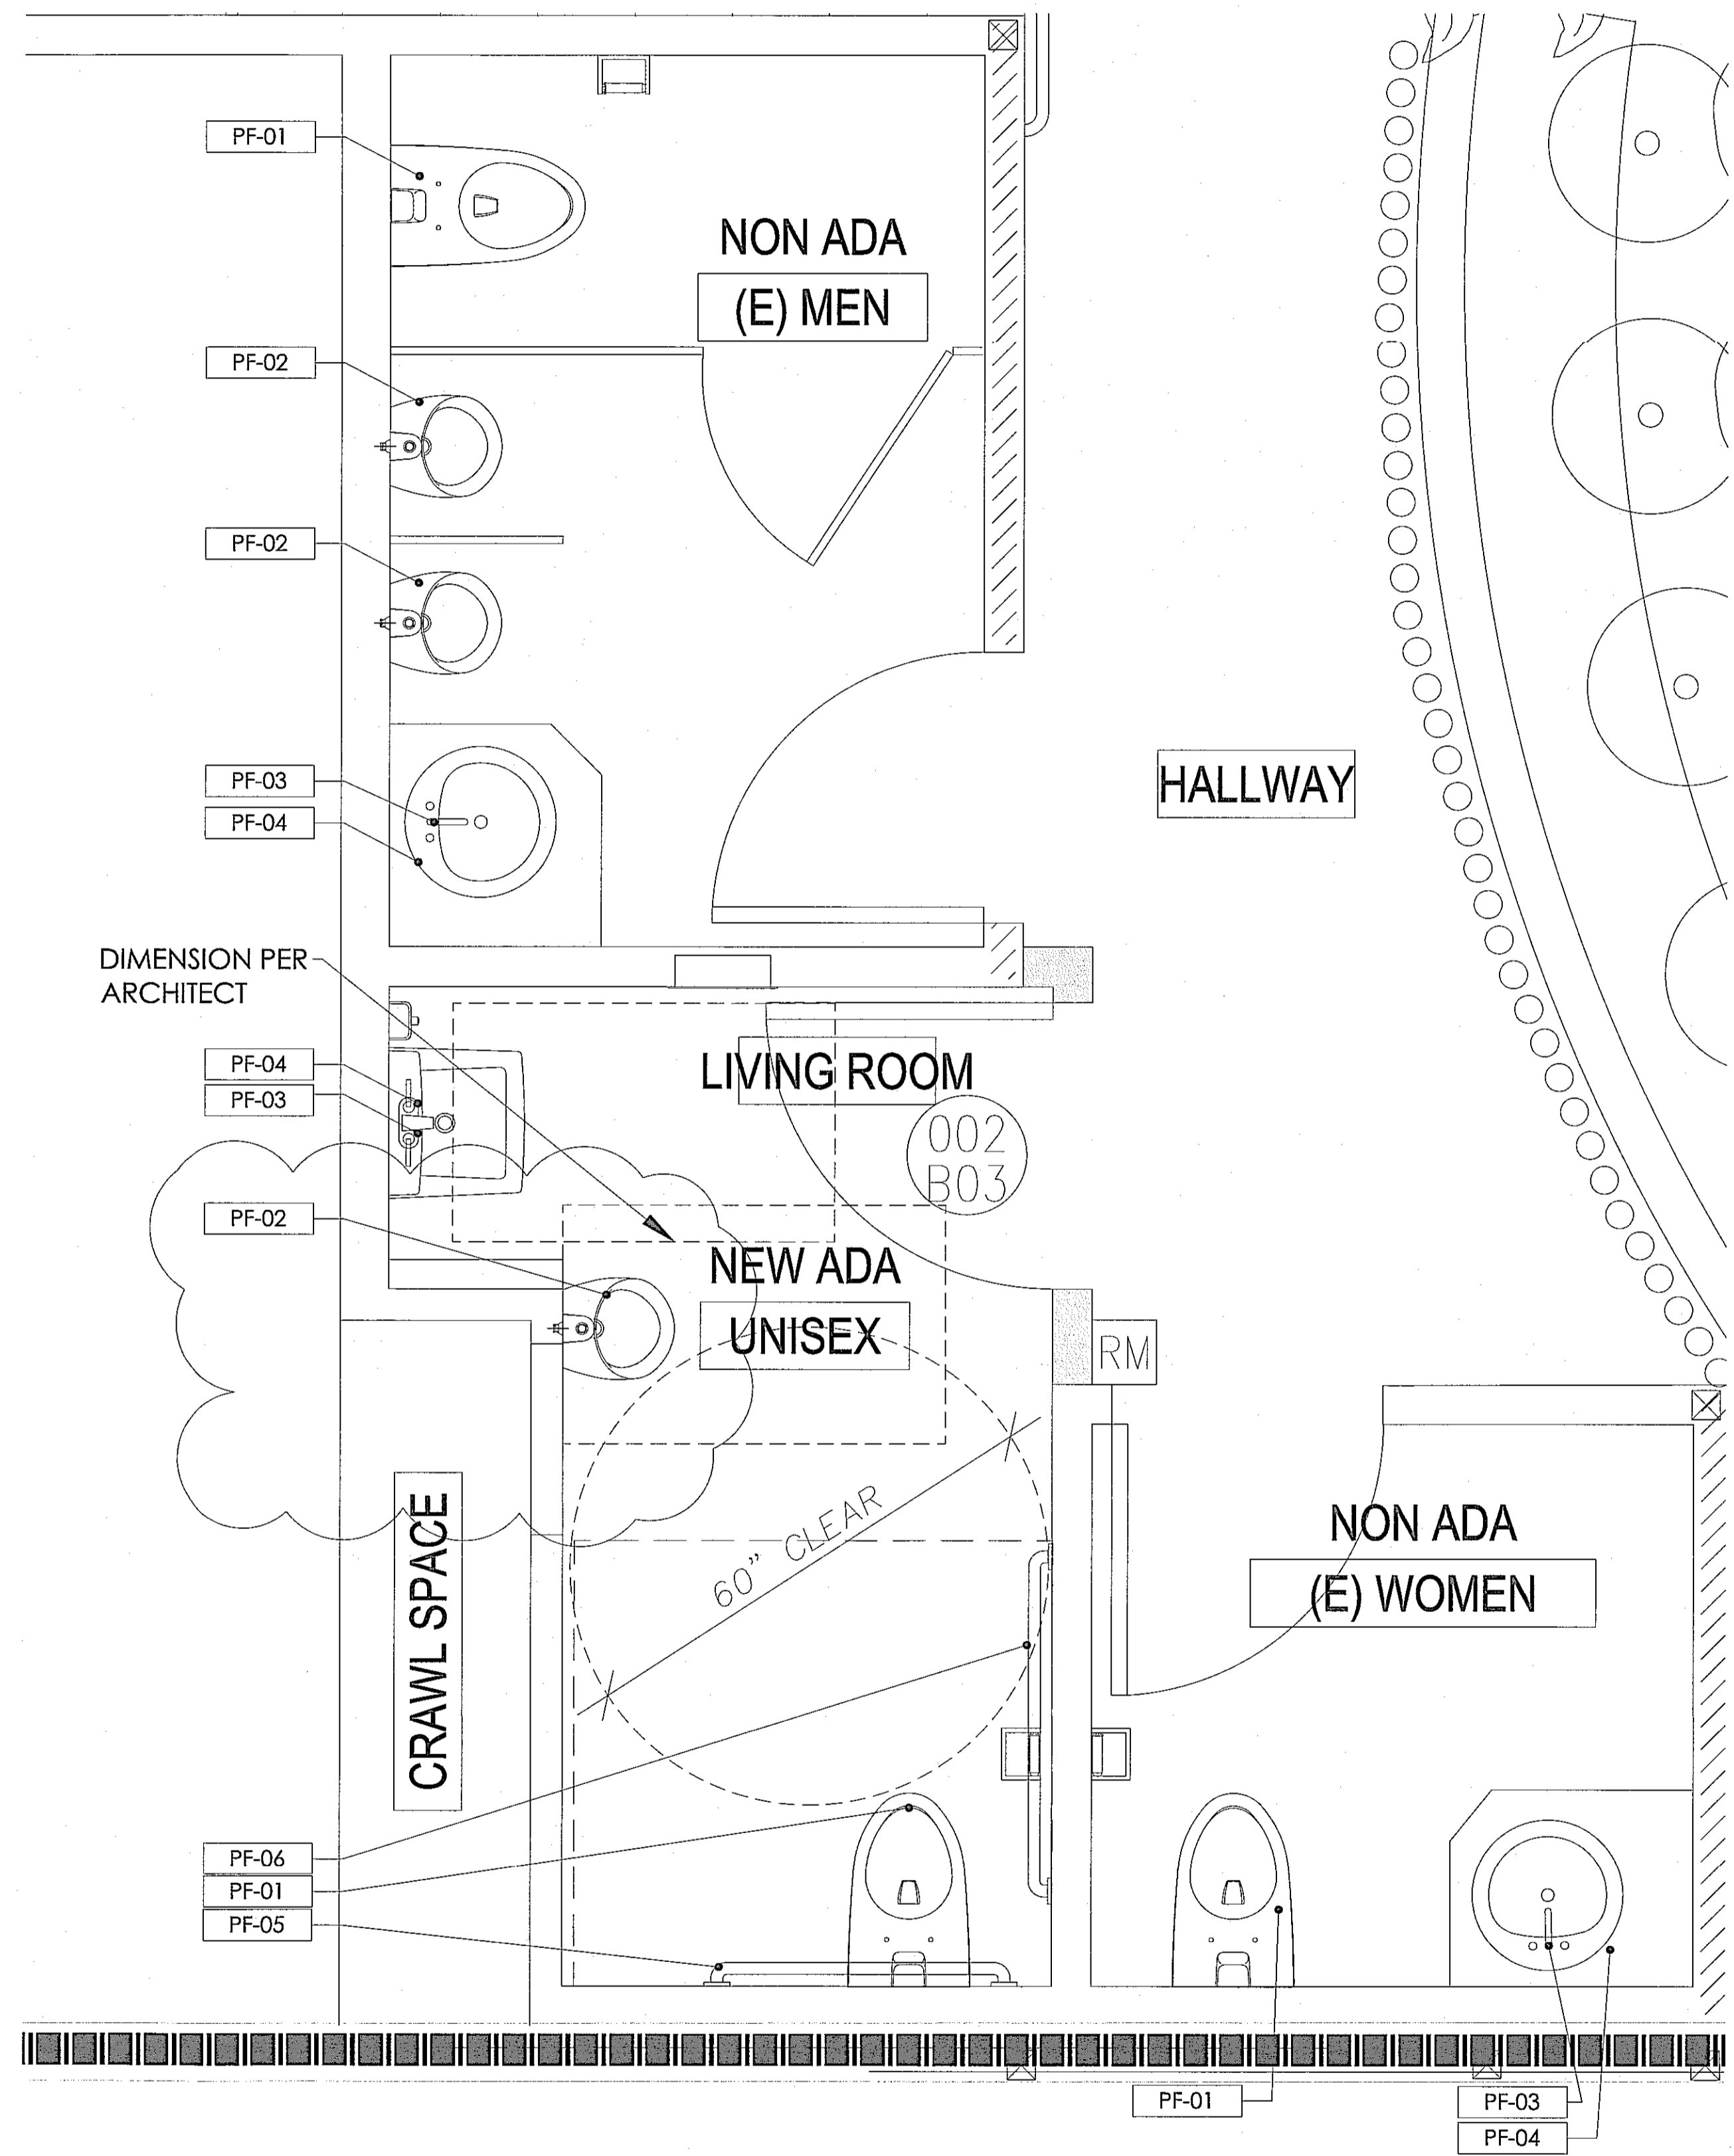 PF-01
NON ADA
(E) MEN
PF-02
PF-02
PF-03
PF-04
HALLWAY
DIMENSION PER
ARCHITECT
PF-04
PF-03
LIVING ROOM
002
B03
PF-02
NEW ADA
UNISEX
RM
CRAWL SPACE
60" CLEAR
NON ADA
(E) WOMEN
PF-06
PF-01
PF-05
PF-01
PF-03
PF-04